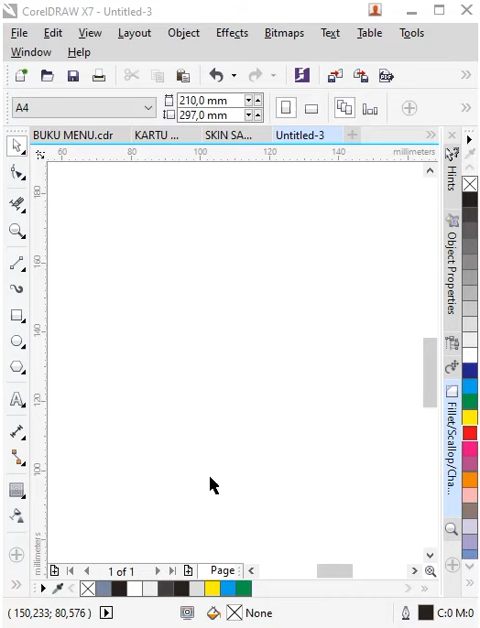 CorelDRAW X7 - Untitled-3
File Edit View Layout Object Effects Bitmaps Text Table Tools
Window Help
A4
210,0 mm
297,0 mm
BUKU MENU.cdr KARTU ... SKIN SA... Untitled-3
60 80 100 120 140 millimeters
180
160
140
120
100
millimeters
Hints
Object Properties
Fillet/Scallop/Cha...
1 of 1
Page
( 150,233; 80,576 )
None
C:0 M:0